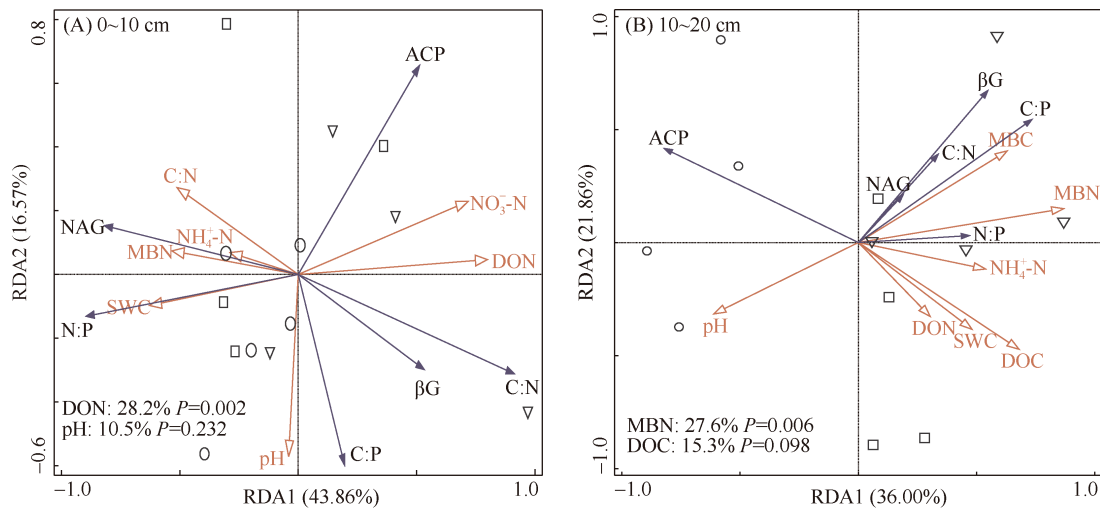 (A) 0~10 cm
0.8
ACP
C:N
NO₃⁻-N
NAG
NH₄⁺-N
MBN
DON
SWC
N:P
βG
C:N
DON: 28.2% P=0.002
pH: 10.5% P=0.232
pH
C:P
−0.6
−1.0
1.0
RDA1 (43.86%)
RDA2 (16.57%)
(B) 10~20 cm
1.0
βG
C:P
ACP
MBC
C:N
NAG
MBN
N:P
NH₄⁺-N
pH
DON
SWC
DOC
MBN: 27.6% P=0.006
DOC: 15.3% P=0.098
−1.0
−1.0
1.0
RDA1 (36.00%)
RDA2 (21.86%)